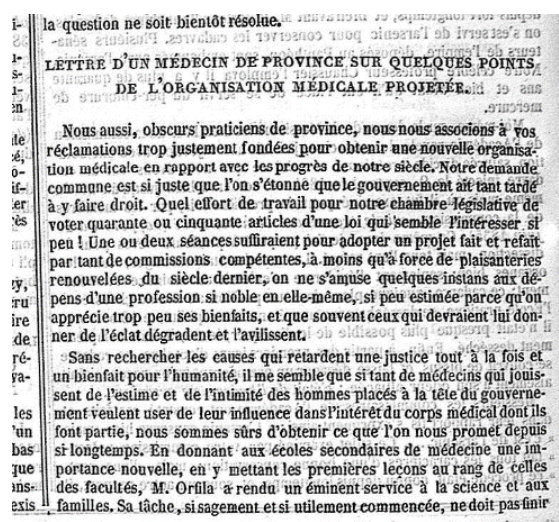 la question ne soit bientôt résolue.
LETTRE D'UN MÉDECIN DE PROVINCE SUR QUELQUES POINTS
DE L'ORGANISATION MÉDICALE PROJETÉE.
Nous aussi, obscurs praticiens de province, nous nous associons à vos
réclamations trop justement fondées pour obtenir une nouvelle organisa-
tion médicale en rapport avec les progrès de notre siècle. Notre demande
commune est si juste que l'on s'étonne que le gouvernement ait tant tardé
à y faire droit. Quel effort de travail pour notre chambre législative de
voter quarante ou cinquante articles d'une loi qui semble l'intéresser si
peu ! Une ou deux séances suffiraient pour adopter un projet fait et refait
par tant de commissions compétentes, à moins qu'à force de plaisanteries
renouvelées du siècle dernier, on ne s'amuse quelques instans aux dé-
pens d'une profession si noble en elle-même, si peu estimée parce qu'on
apprécie trop peu ses bienfaits, et que souvent ceux qui devraient lui don-
ner de l'éclat dégradent et l'avilissent.
Sans rechercher les causes qui retardent une justice tout à la fois et
un bienfait pour l'humanité, il me semble que si tant de médecins qui jouis-
sent de l'estime et de l'intimité des hommes placés à la tête du gouverne-
ment veulent user de leur influence dans l'intérêt du corps médical dont ils
font partie, nous sommes sûrs d'obtenir ce que l'on nous promet depuis
si longtemps. En donnant aux écoles secondaires de médecine une im-
portance nouvelle, en y mettant les premières leçons au rang de celles
des facultés, M. Orfila a rendu un éminent service à la science et aux
familles. Sa tâche, si sagement et si utilement commencée, ne doit pas finir